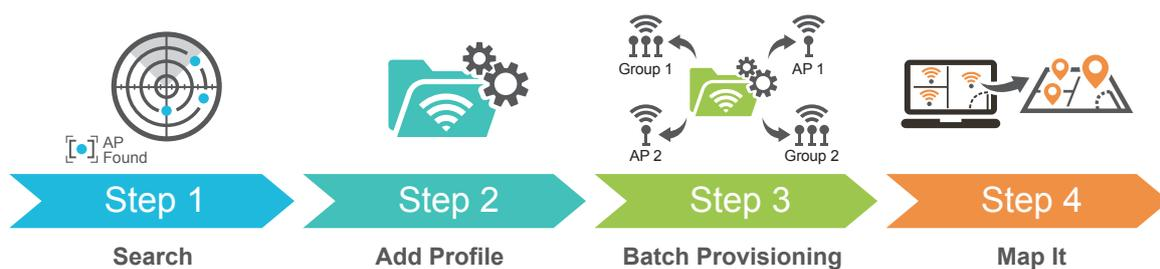 AP
Found
Group 1
AP 1
AP 2
Group 2
Step 1
Step 2
Step 3
Step 4
Search
Add Profile
Batch Provisioning
Map It